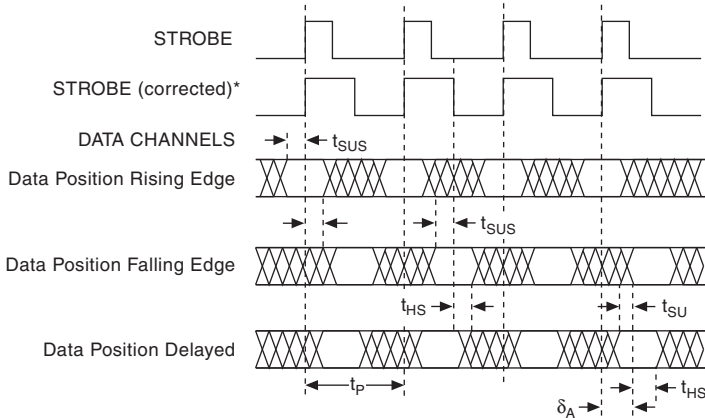 STROBE
STROBE (corrected)*
DATA CHANNELS
tSUS
Data Position Rising Edge
tSUS
Data Position Falling Edge
tHS
tSU
Data Position Delayed
tP
tHS
δA